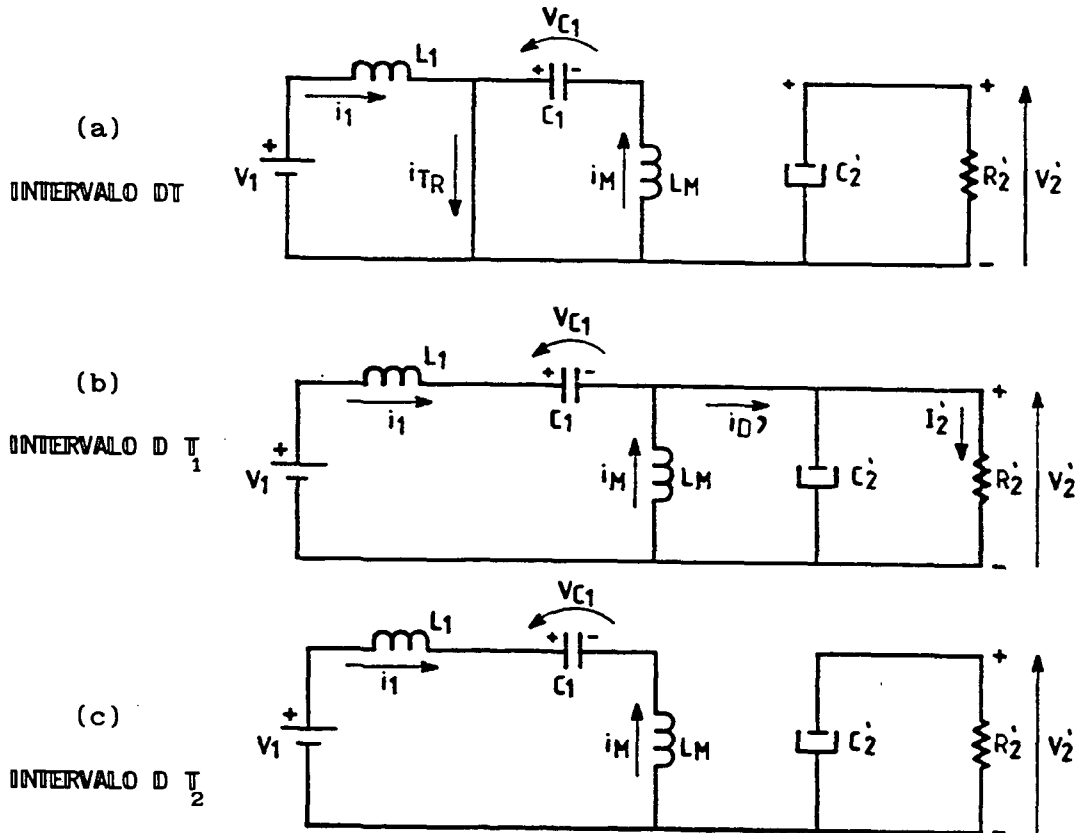 (a)
INTERVALO DT
V1
+
L1
i1
iTR
VC1
+ -
C1
iM
LM
+
C2'
R2'
+
V2'
-
(b)
INTERVALO D T1
V1
+
L1
i1
VC1
+ -
C1
iM
LM
iD'
C2'
I2'
R2'
+
V2'
-
(c)
INTERVALO D T2
V1
+
L1
i1
VC1
+ -
C1
iM
LM
C2'
R2'
+
V2'
-